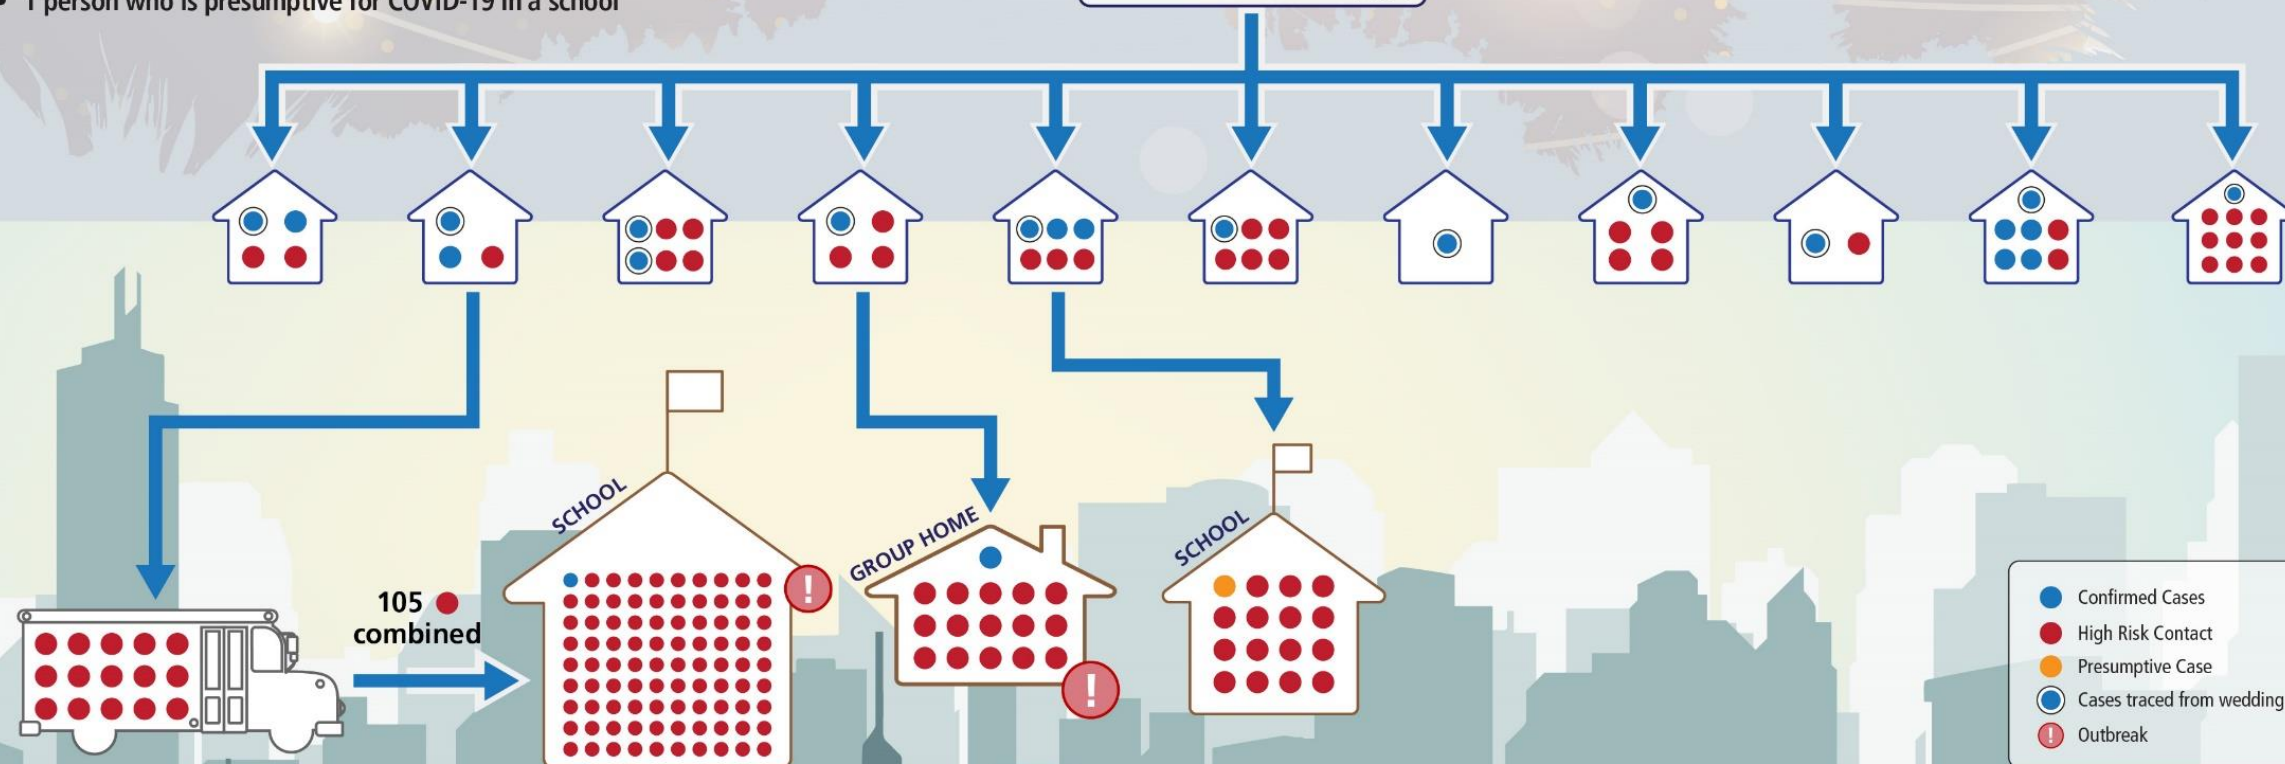 • 1 person who is presumptive for COVID-19 in a school
SCHOOL
GROUP HOME
SCHOOL
!
105
combined
!
Confirmed Cases
High Risk Contact
Presumptive Case
Cases traced from wedding
! Outbreak